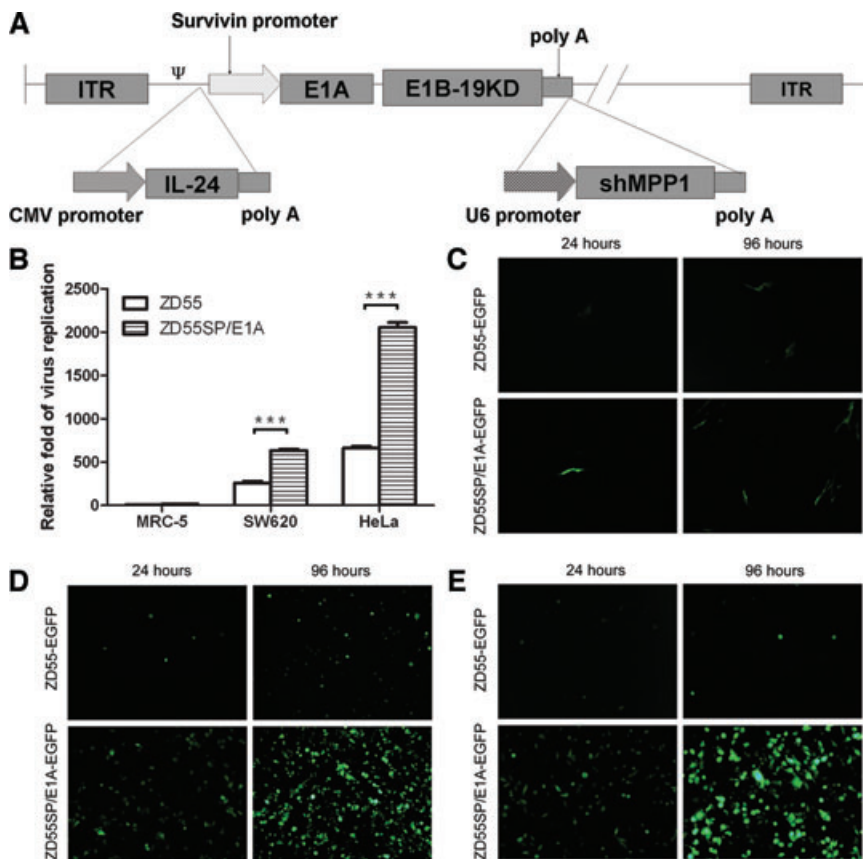 A
Survivin promoter
poly A
Ψ
ITR
E1A
E1B-19KD
ITR
IL-24
shMPP1
CMV promoter
poly A
U6 promoter
poly A
B
Relative fold of virus replication
2500
2000
1500
1000
500
0
ZD55
ZD55SP/E1A
***
***
MRC-5
SW620
HeLa
C
24 hours
96 hours
ZD55-EGFP
ZD55SP/E1A-EGFP
D
24 hours
96 hours
ZD55-EGFP
ZD55SP/E1A-EGFP
E
24 hours
96 hours
ZD55-EGFP
ZD55SP/E1A-EGFP